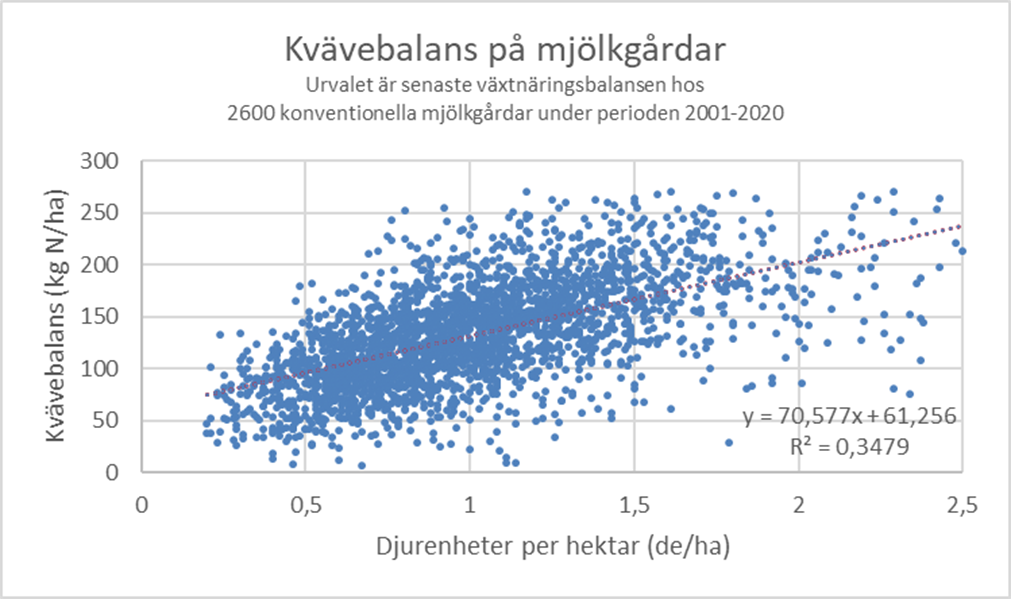 Kvävebalans på mjölkgårdar
Urvalet är senaste växtnäringsbalansen hos
2600 konventionella mjölkgårdar under perioden 2001-2020
Kvävebalans (kg N/ha)
300
250
200
150
100
50
0
y = 70,577x + 61,256
R² = 0,3479
0 0,5 1 1,5 2 2,5
Djurenheter per hektar (de/ha)